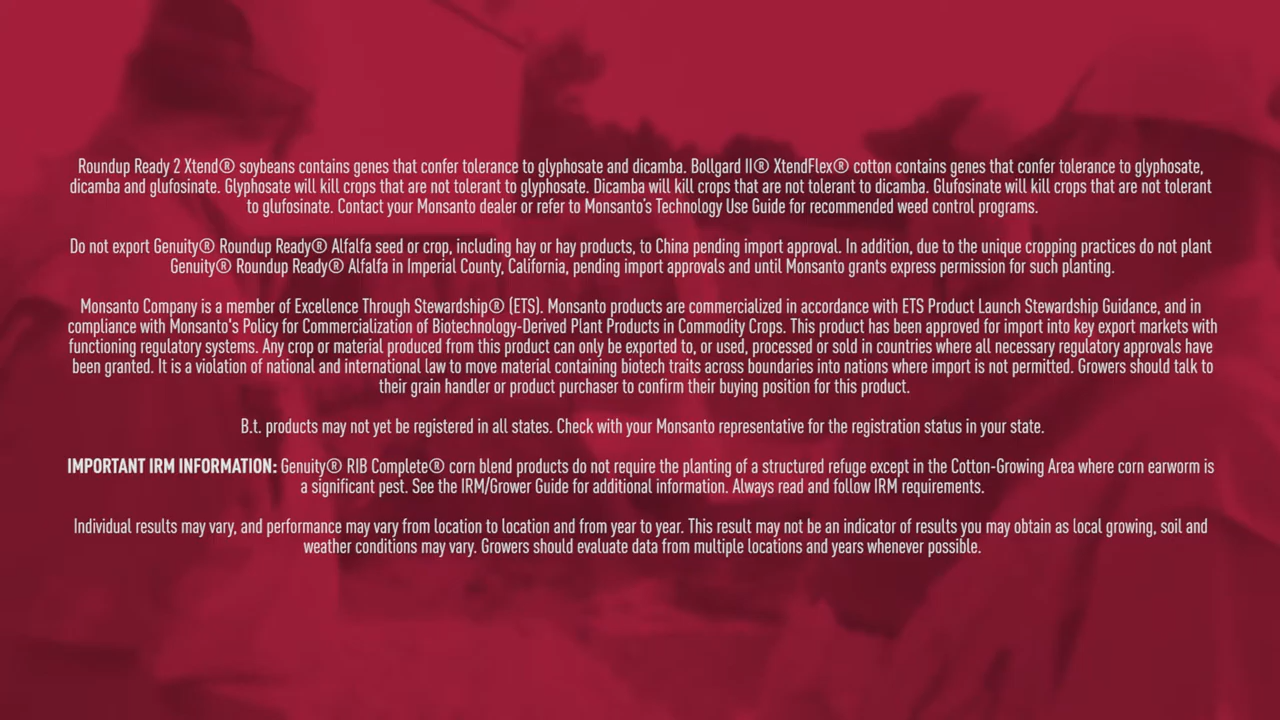 Roundup Ready 2 Xtend® soybeans contains genes that confer tolerance to glyphosate and dicamba. Bollgard II® XtendFlex® cotton contains genes that confer tolerance to glyphosate,
dicamba and glufosinate. Glyphosate will kill crops that are not tolerant to glyphosate. Dicamba will kill crops that are not tolerant to dicamba. Glufosinate will kill crops that are not tolerant
to glufosinate. Contact your Monsanto dealer or refer to Monsanto's Technology Use Guide for recommended weed control programs.
Do not export Genuity® Roundup Ready® Alfalfa seed or crop, including hay or hay products, to China pending import approval. In addition, due to the unique cropping practices do not plant
Genuity® Roundup Ready® Alfalfa in Imperial County, California, pending import approvals and until Monsanto grants express permission for such planting.
Monsanto Company is a member of Excellence Through Stewardship® (ETS). Monsanto products are commercialized in accordance with ETS Product Launch Stewardship Guidance, and in
compliance with Monsanto's Policy for Commercialization of Biotechnology-Derived Plant Products in Commodity Crops. This product has been approved for import into key export markets with
functioning regulatory systems. Any crop or material produced from this product can only be exported to, or used, processed or sold in countries where all necessary regulatory approvals have
been granted. It is a violation of national and international law to move material containing biotech traits across boundaries into nations where import is not permitted. Growers should talk to
their grain handler or product purchaser to confirm their buying position for this product.
B.t. products may not yet be registered in all states. Check with your Monsanto representative for the registration status in your state.
IMPORTANT IRM INFORMATION: Genuity® RIB Complete® corn blend products do not require the planting of a structured refuge except in the Cotton-Growing Area where corn earworm is
a significant pest. See the IRM/Grower Guide for additional information. Always read and follow IRM requirements.
Individual results may vary, and performance may vary from location to location and from year to year. This result may not be an indicator of results you may obtain as local growing, soil and
weather conditions may vary. Growers should evaluate data from multiple locations and years whenever possible.